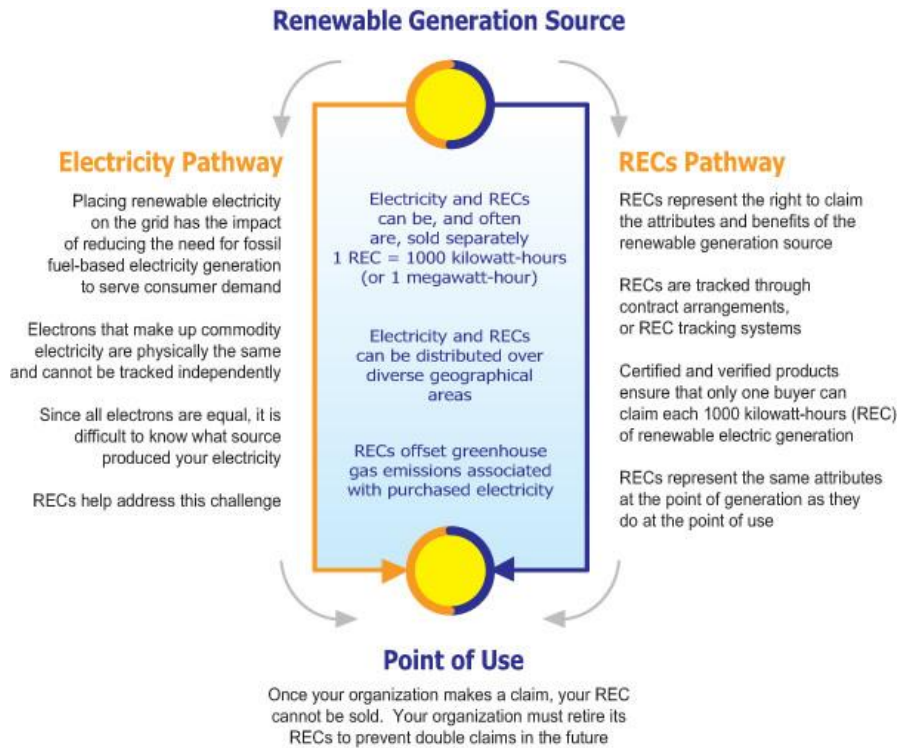 Renewable Generation Source
Electricity Pathway
Placing renewable electricity
on the grid has the impact
of reducing the need for fossil
fuel-based electricity generation
to serve consumer demand
Electrons that make up commodity
electricity are physically the same
and cannot be tracked independently
Since all electrons are equal, it is
difficult to know what source
produced your electricity
RECs help address this challenge
Electricity and RECs
can be, and often
are, sold separately
1 REC = 1000 kilowatt-hours
(or 1 megawatt-hour)
Electricity and RECs
can be distributed over
diverse geographical
areas
RECs offset greenhouse
gas emissions associated
with purchased electricity
RECs Pathway
RECs represent the right to claim
the attributes and benefits of the
renewable generation source
RECs are tracked through
contract arrangements,
or REC tracking systems
Certified and verified products
ensure that only one buyer can
claim each 1000 kilowatt-hours (REC)
of renewable electric generation
RECs represent the same attributes
at the point of generation as they
do at the point of use
Point of Use
Once your organization makes a claim, your REC
cannot be sold.  Your organization must retire its
RECs to prevent double claims in the future